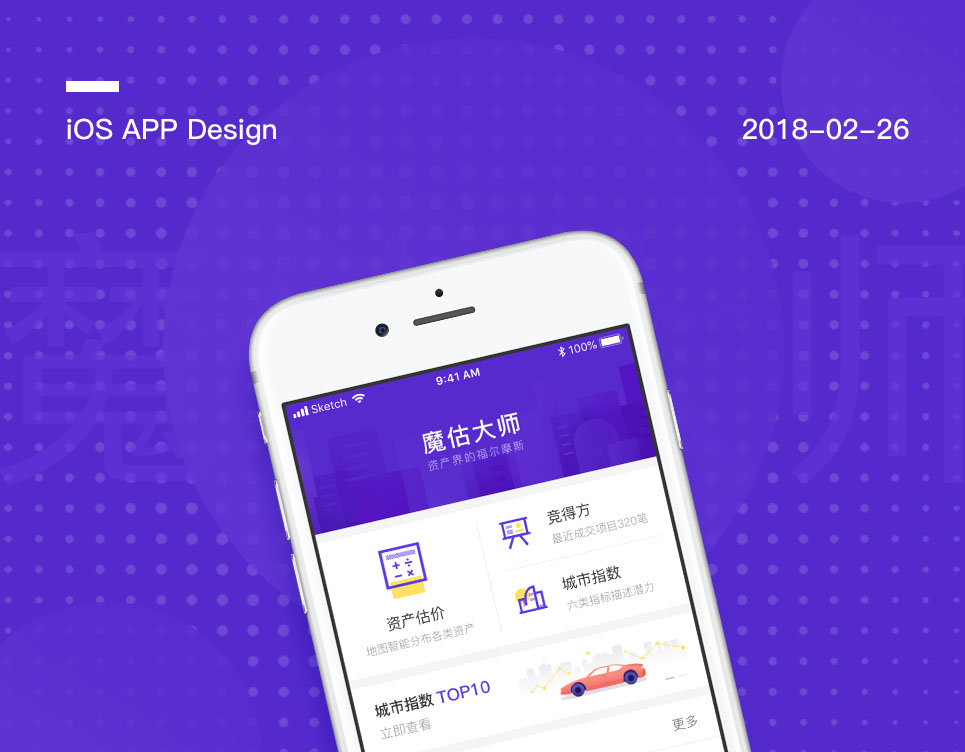 iOS APP Design
2018-02-26
魔 师
Sketch
9:41 AM
100%
魔估大师
资产界的福尔摩斯
资产估价
地图智能分布各类资产
竞得方
最近成交项目320笔
城市指数
六类指标描述潜力
城市指数 TOP10
立即查看
更多